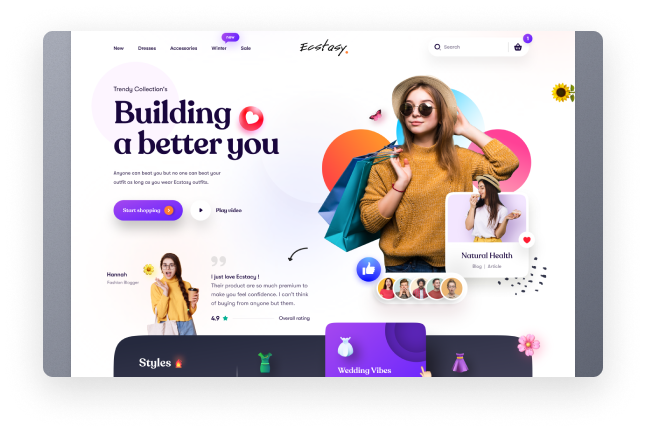 New Dresses Accessories Winter Sale
new
Ecstasy.
Search
1
Trendy Collection's
Building
a better you
Anyone can beat you but no one can beat your
outfit as long as you wear Ecstasy outfits.
Start shopping
Play video
Hannah
Fashion Blogger
I just love Ecstasy !
Their product are so much premium to
make you feel confidence. I can't think
of buying from anyone but them.
4.9
Overall rating
Natural Health
Blog | Article
Styles
Wedding Vibes